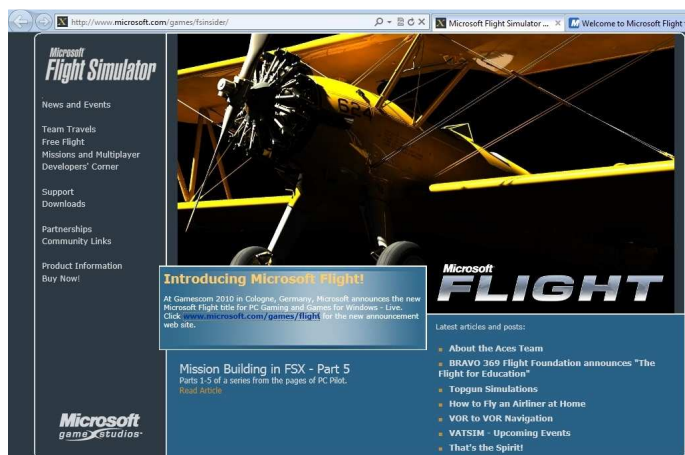 http://www.microsoft.com/games/fsinsider/
Microsoft Flight Simulator ...
Welcome to Microsoft Flight
Microsoft
Flight Simulator
News and Events
Team Travels
Free Flight
Missions and Multiplayer
Developers' Corner
Support
Downloads
Partnerships
Community Links
Product Information
Buy Now!
Microsoft
game studios
Introducing Microsoft Flight!
At Gamescom 2010 in Cologne, Germany, Microsoft announces the new
Microsoft Flight title for PC Gaming and Games for Windows - Live.
Click www.microsoft.com/games/flight for the new announcement
web site.
Mission Building in FSX - Part 5
Parts 1-5 of a series from the pages of PC Pilot.
Read Article
Microsoft
FLIGHT
Latest articles and posts:
About the Aces Team
BRAVO 369 Flight Foundation announces "The
Flight for Education"
Topgun Simulations
How to Fly an Airliner at Home
VOR to VOR Navigation
VATSIM - Upcoming Events
That's the Spirit!